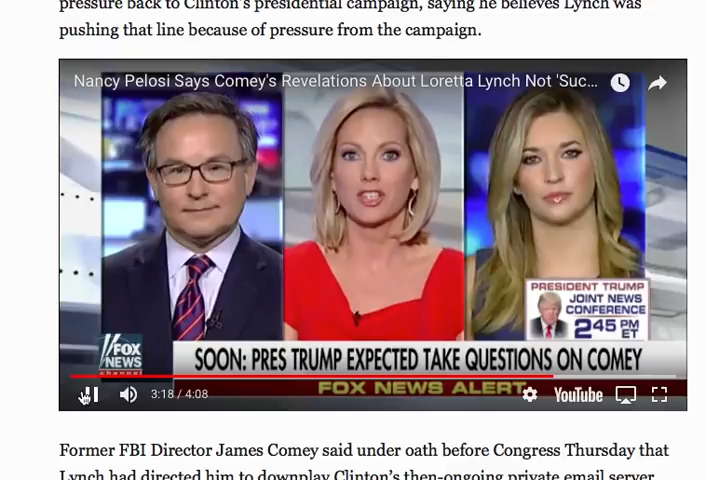 pressure back to Clinton's presidential campaign, saying he believes Lynch was
pushing that line because of pressure from the campaign.
Nancy Pelosi Says Comey's Revelations About Loretta Lynch Not 'Suc...
PRESIDENT TRUMP
JOINT NEWS
CONFERENCE
2:45 PM
ET
FOX
NEWS
channel
SOON: PRES TRUMP EXPECTED TAKE QUESTIONS ON COMEY
FOX NEWS ALERT
3:18 / 4:08
YouTube
Former FBI Director James Comey said under oath before Congress Thursday that
Lynch had directed him to downplay Clinton's then-ongoing private email server